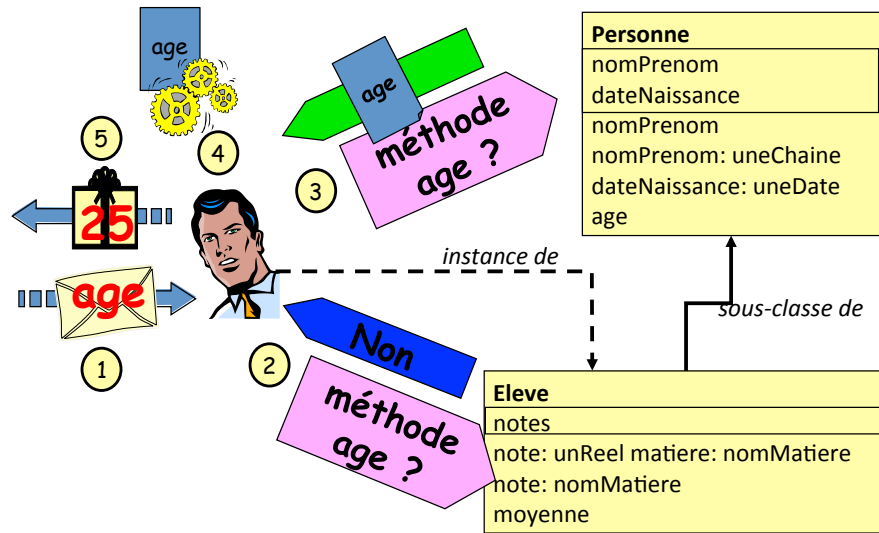 age
5
4
25
age
1
age
méthode
age ?
3
Personne
nomPrenom
dateNaissance
nomPrenom
nomPrenom: uneChaine
dateNaissance: uneDate
age
instance de
sous-classe de
2
Non
méthode
age ?
Eleve
notes
note: unReel matiere: nomMatiere
note: nomMatiere
moyenne